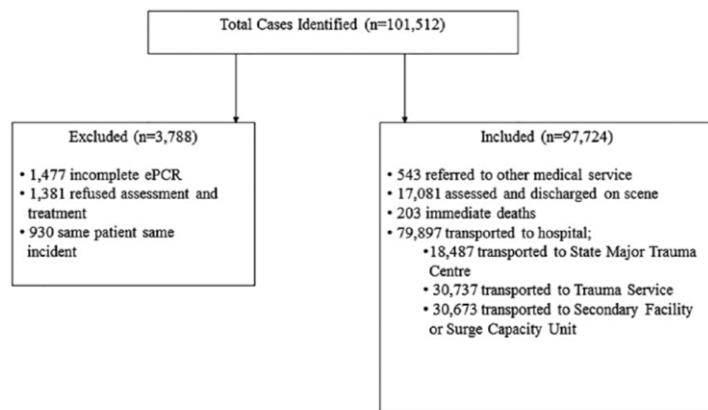 Total Cases Identified (n=101,512)
Excluded (n=3,788)
• 1,477 incomplete ePCR
• 1,381 refused assessment and
treatment
• 930 same patient same
incident
Included (n=97,724)
• 543 referred to other medical service
• 17,081 assessed and discharged on scene
• 203 immediate deaths
• 79,897 transported to hospital;
• 18,487 transported to State Major Trauma
Centre
• 30,737 transported to Trauma Service
• 30,673 transported to Secondary Facility
or Surge Capacity Unit